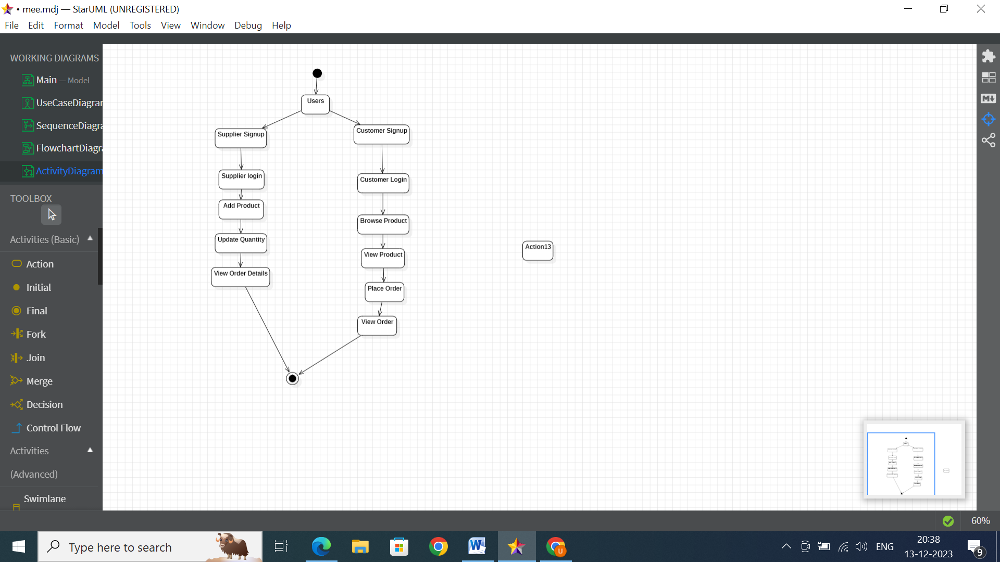 • mee.mdj — StarUML (UNREGISTERED)
File Edit Format Model Tools View Window Debug Help
WORKING DIAGRAMS
Main — Model
UseCaseDiagra
SequenceDiagra
FlowchartDiagra
ActivityDiagram
TOOLBOX
Activities (Basic)
Action
Initial
Final
Fork
Join
Merge
Decision
Control Flow
Activities
(Advanced)
Swimlane
Users
Supplier Signup
Customer Signup
Supplier login
Customer Login
Add Product
Browse Product
Update Quantity
View Product
View Order Details
Place Order
View Order
Action13
M
60%
Type here to search
W
U
ENG
20:38
13-12-2023
9